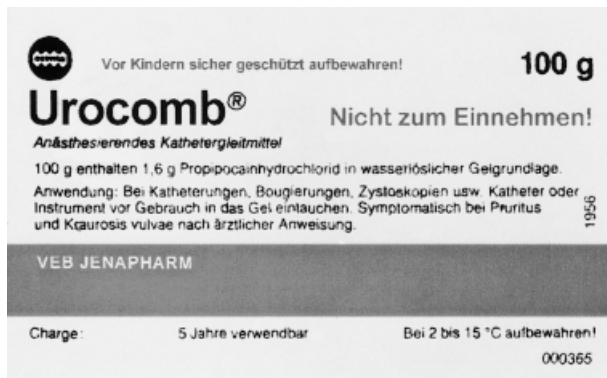 Vor Kindern sicher geschützt aufbewahren!
100 g
Urocomb®
Nicht zum Einnehmen!
Anästhesierendes Kathetergleitmittel
100 g enthalten 1,6 g Propipocainhydrochlorid in wasserlöslicher Gelgrundlage.
Anwendung: Bei Katheterungen, Bougierungen, Zystoskopien usw. Katheter oder
Instrument vor Gebrauch in das Gel eintauchen. Symptomatisch bei Pruritus
und Kraurosis vulvae nach ärztlicher Anweisung.
1956
VEB JENAPHARM
Charge:
5 Jahre verwendbar
Bei 2 bis 15 °C aufbewahren!
000365